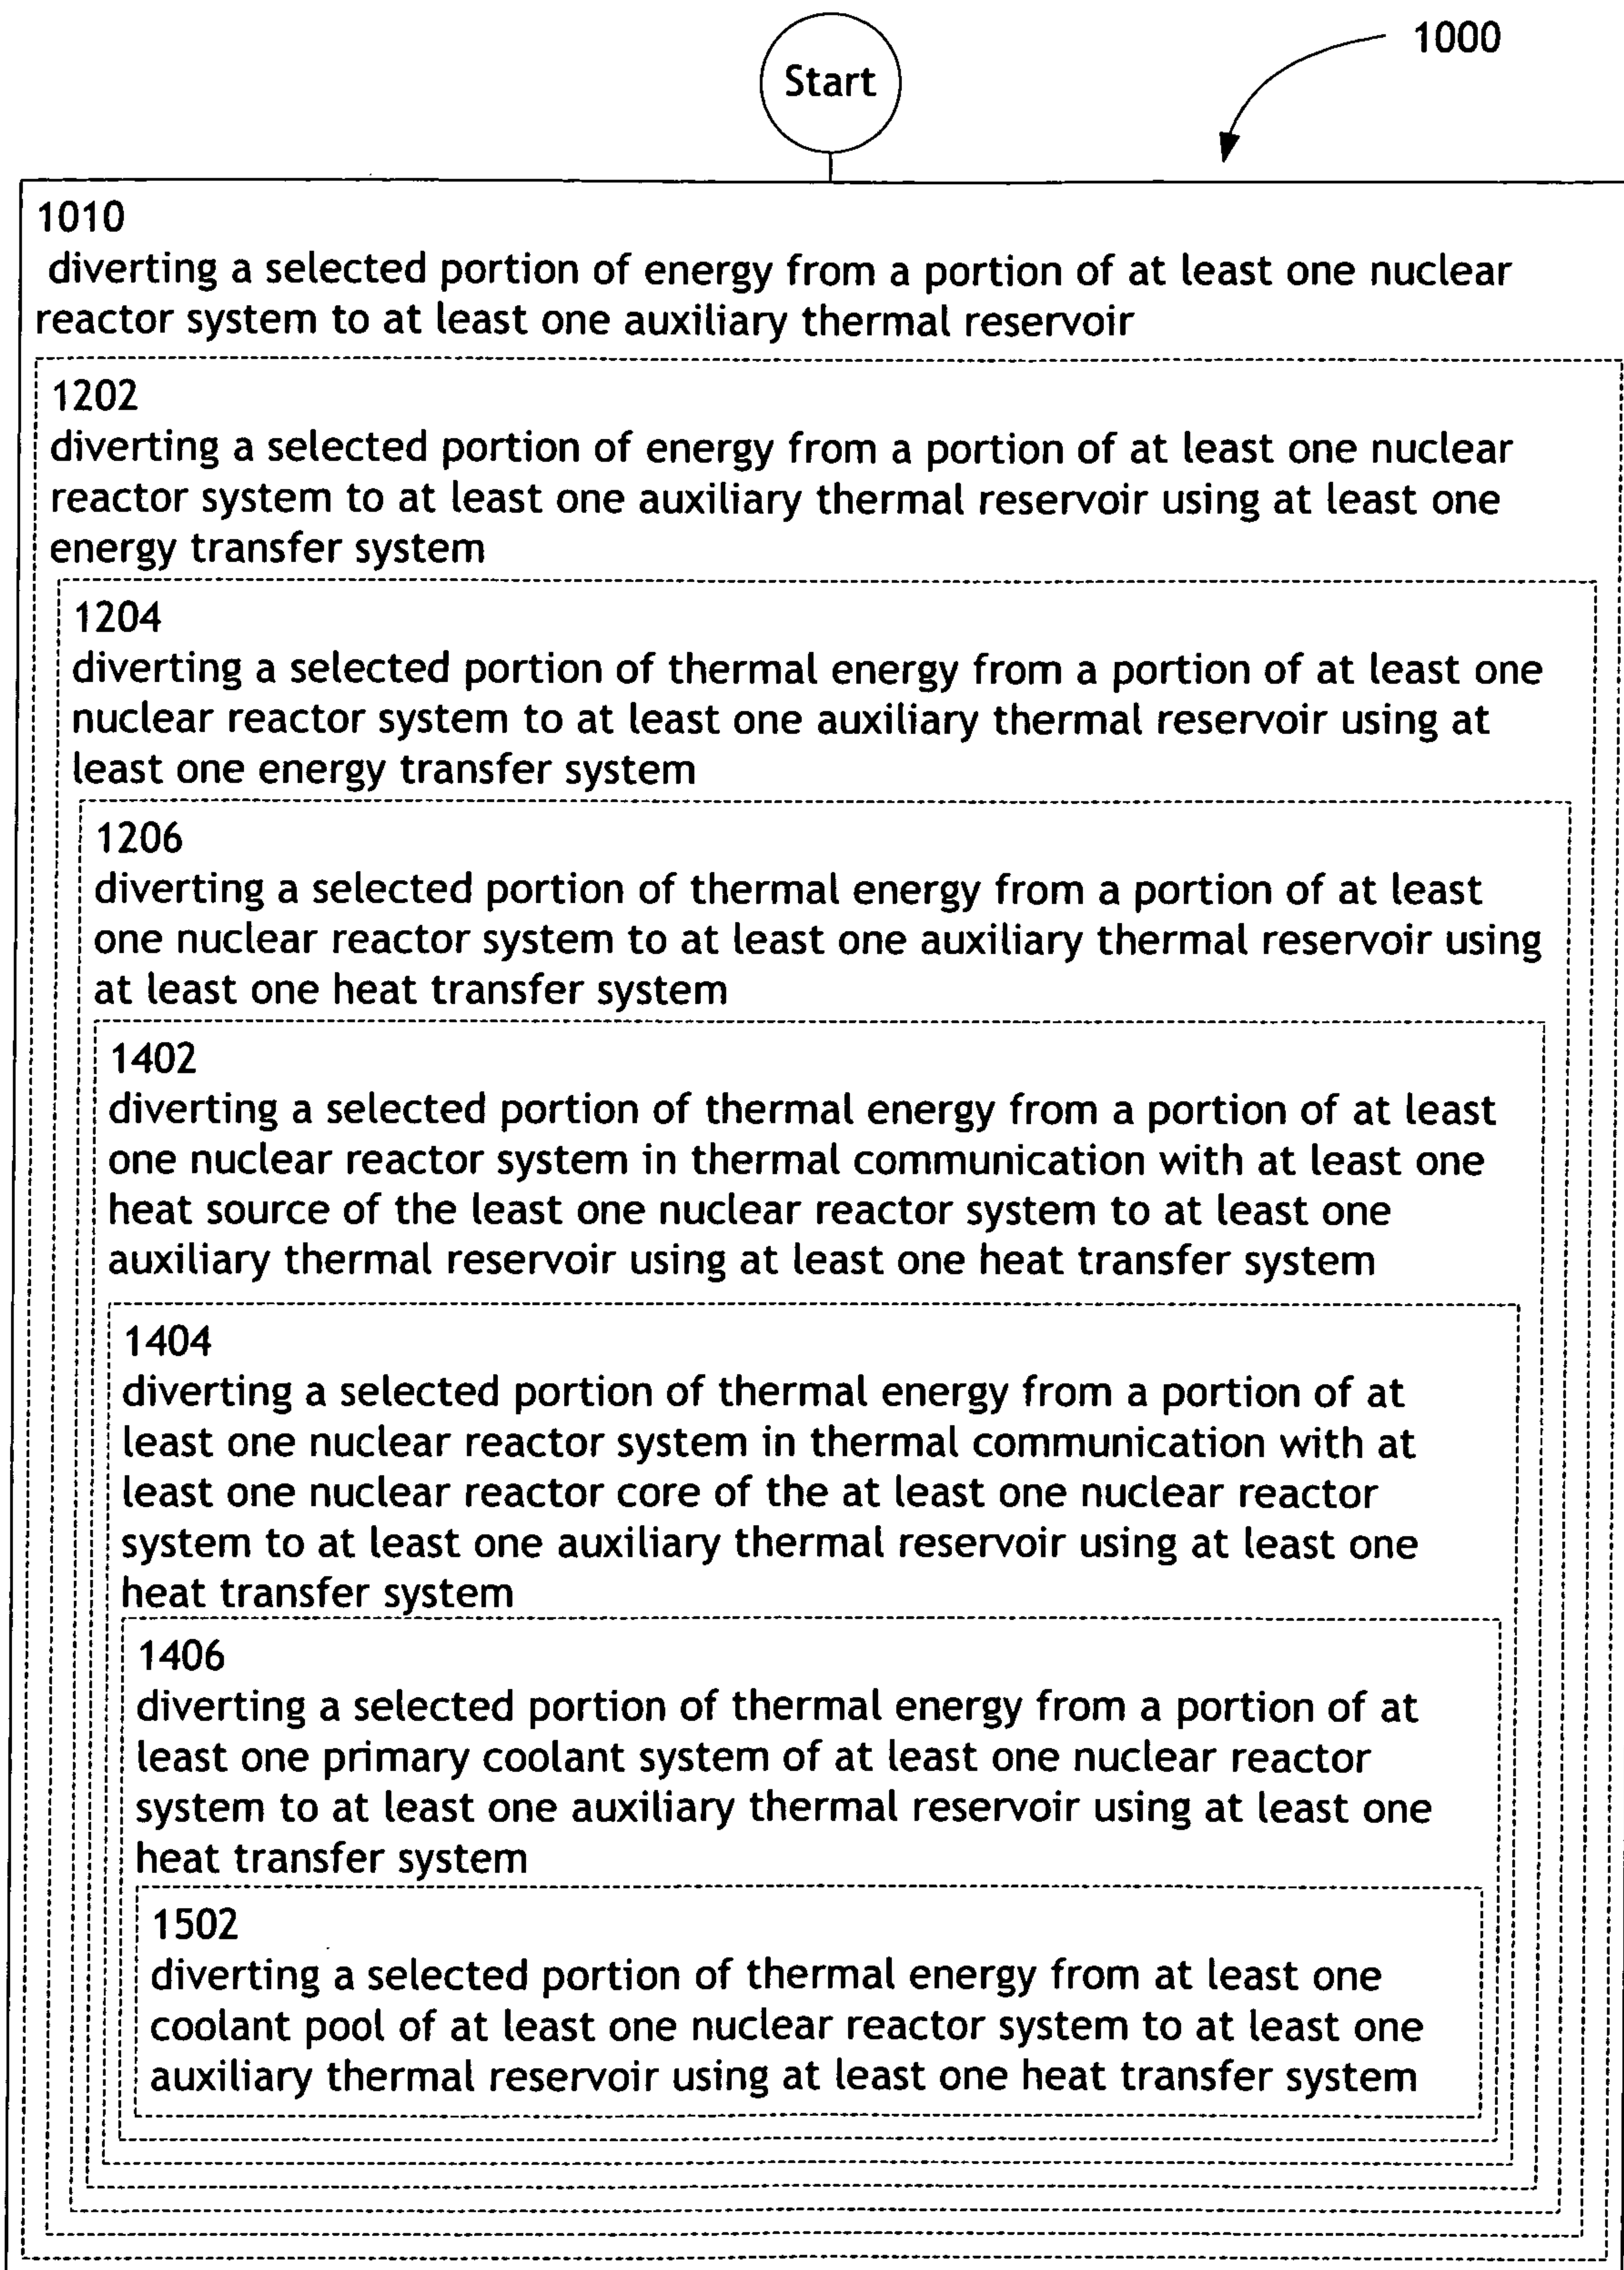 Start
1000
1010
diverting a selected portion of energy from a portion of at least one nuclear
reactor system to at least one auxiliary thermal reservoir
1202
diverting a selected portion of energy from a portion of at least one nuclear
reactor system to at least one auxiliary thermal reservoir using at least one
energy transfer system
1204
diverting a selected portion of thermal energy from a portion of at least one
nuclear reactor system to at least one auxiliary thermal reservoir using at
least one energy transfer system
1206
diverting a selected portion of thermal energy from a portion of at least
one nuclear reactor system to at least one auxiliary thermal reservoir using
at least one heat transfer system
1402
diverting a selected portion of thermal energy from a portion of at least
one nuclear reactor system in thermal communication with at least one
heat source of the least one nuclear reactor system to at least one
auxiliary thermal reservoir using at least one heat transfer system
1404
diverting a selected portion of thermal energy from a portion of at
least one nuclear reactor system in thermal communication with at
least one nuclear reactor core of the at least one nuclear reactor
system to at least one auxiliary thermal reservoir using at least one
heat transfer system
1406
diverting a selected portion of thermal energy from a portion of at
least one primary coolant system of at least one nuclear reactor
system to at least one auxiliary thermal reservoir using at least one
heat transfer system
1502
diverting a selected portion of thermal energy from at least one
coolant pool of at least one nuclear reactor system to at least one
auxiliary thermal reservoir using at least one heat transfer system